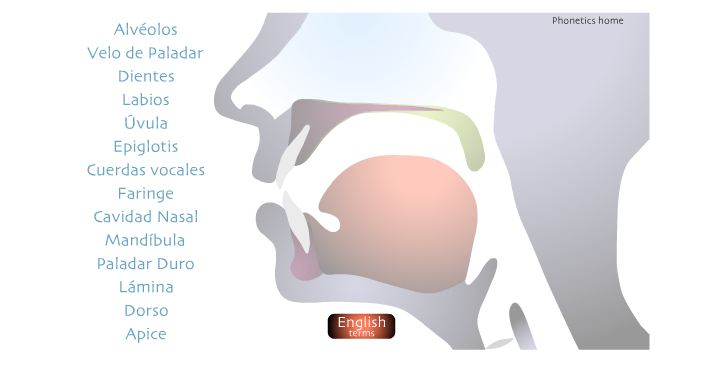 Phonetics home
Alvéolos
Velo de Paladar
Dientes
Labios
Úvula
Epiglotis
Cuerdas vocales
Faringe
Cavidad Nasal
Mandíbula
Paladar Duro
Lámina
Dorso
Apice
English
terms